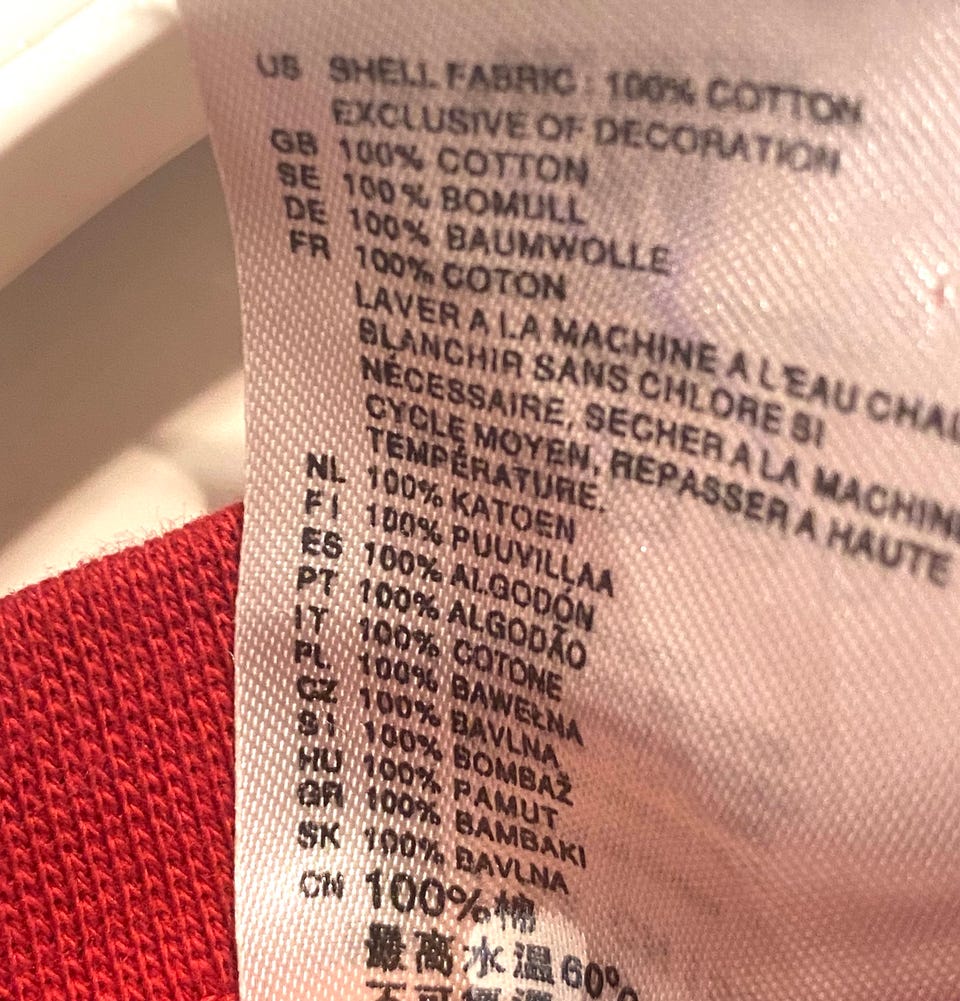 US SHELL FABRIC : 100% COTTON
EXCLUSIVE OF DECORATION
GB 100% COTTON
SE 100% BOMULL
DE 100% BAUMWOLLE
FR 100% COTON
LAVER A LA MACHINE A L'EAU
BLANCHIR SANS CHLORE SI
NÉCESSAIRE, SECHER A LA MACHINE
CYCLE MOYEN, REPASSER A HAUTE
TEMPÉRATURE.
NL 100% KATOEN
FI 100% PUUVILLAA
ES 100% ALGODÓN
PT 100% ALGODÃO
IT 100% COTONE
PL 100% BAWEŁNA
CZ 100% BAVLNA
SI 100% BOMBAŽ
HU 100% PAMUT
GR 100% BAMBAKI
SK 100% BAVLNA
CN 100%棉
最高水温60°C